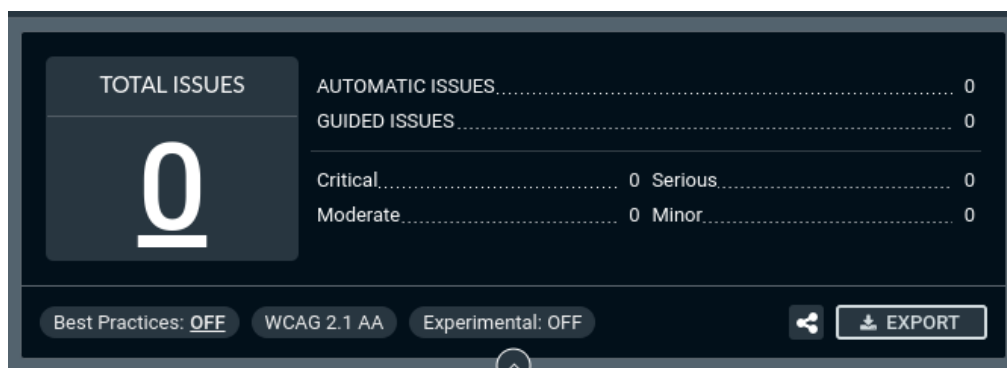 TOTAL ISSUES
0
AUTOMATIC ISSUES 0
GUIDED ISSUES 0
Critical 0 Serious 0
Moderate 0 Minor 0
Best Practices: OFF WCAG 2.1 AA Experimental: OFF EXPORT